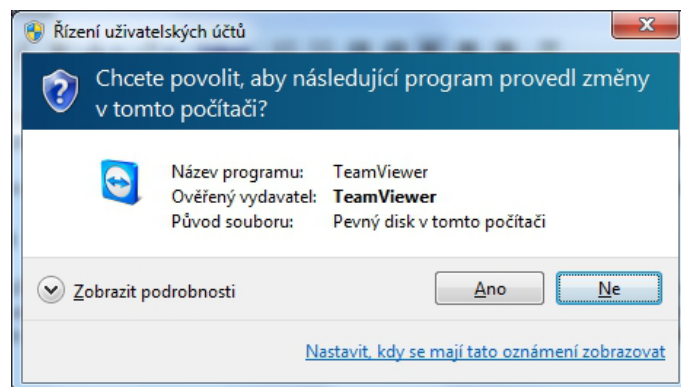 Řízení uživatelských účtů
Chcete povolit, aby následující program provedl změny
v tomto počítači?
Název programu: TeamViewer
Ověřený vydavatel: TeamViewer
Původ souboru: Pevný disk v tomto počítači
Zobrazit podrobnosti Ano Ne
Nastavit, kdy se mají tato oznámení zobrazovat